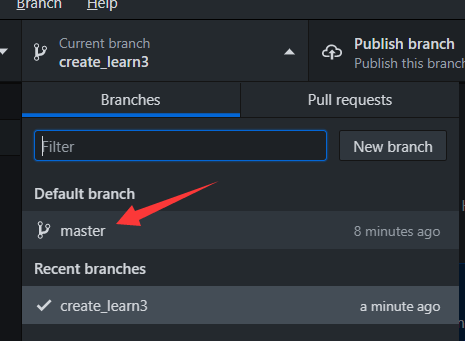 Branch Help
Current branch
create_learn3
Publish branch
Publish this branch
Branches
Pull requests
Filter
New branch
Default branch
master
8 minutes ago
Recent branches
create_learn3
a minute ago